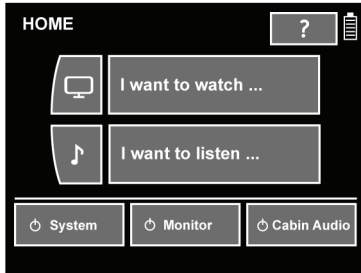 HOME
?
I want to watch ...
I want to listen ...
System
Monitor
Cabin Audio